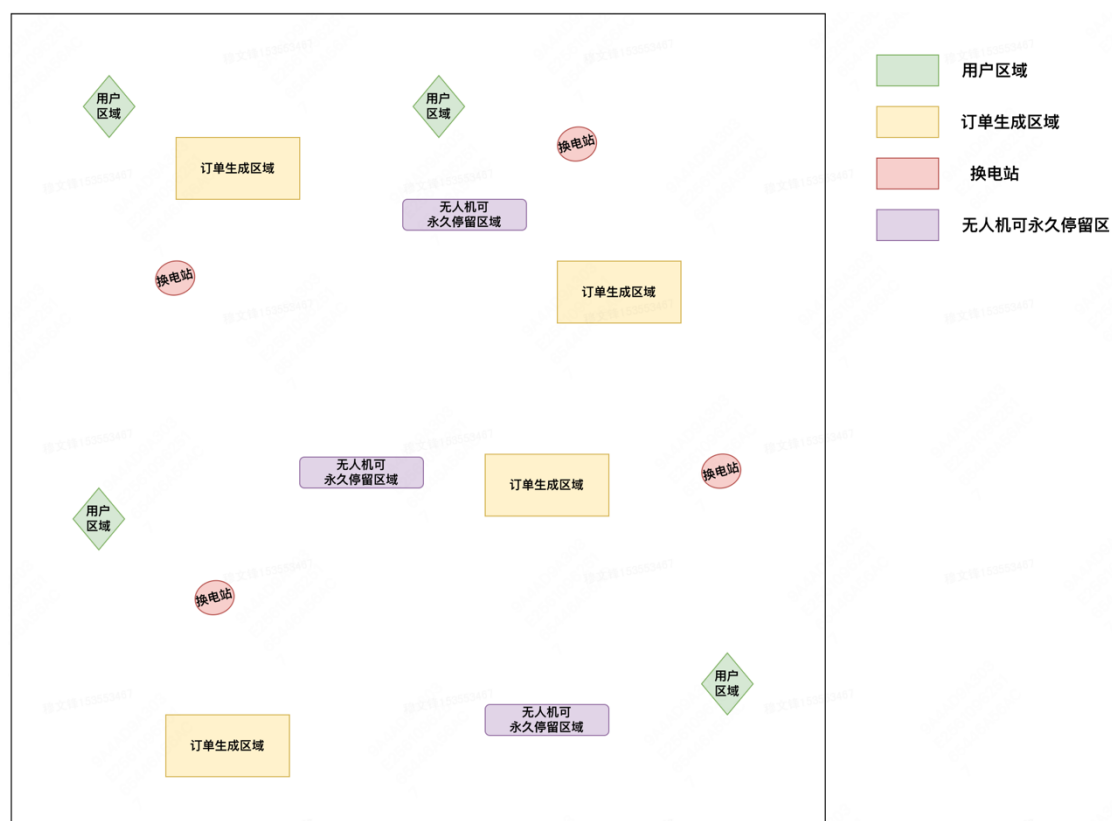 用户
区域
用户
区域
用户区域
订单生成区域
换电站
订单生成区域
换电站
无人机可
永久停留区域
无人机可永久停留区
换电站
订单生成区域
无人机可
永久停留区域
订单生成区域
换电站
用户
区域
换电站
用户
区域
无人机可
永久停留区域
订单生成区域